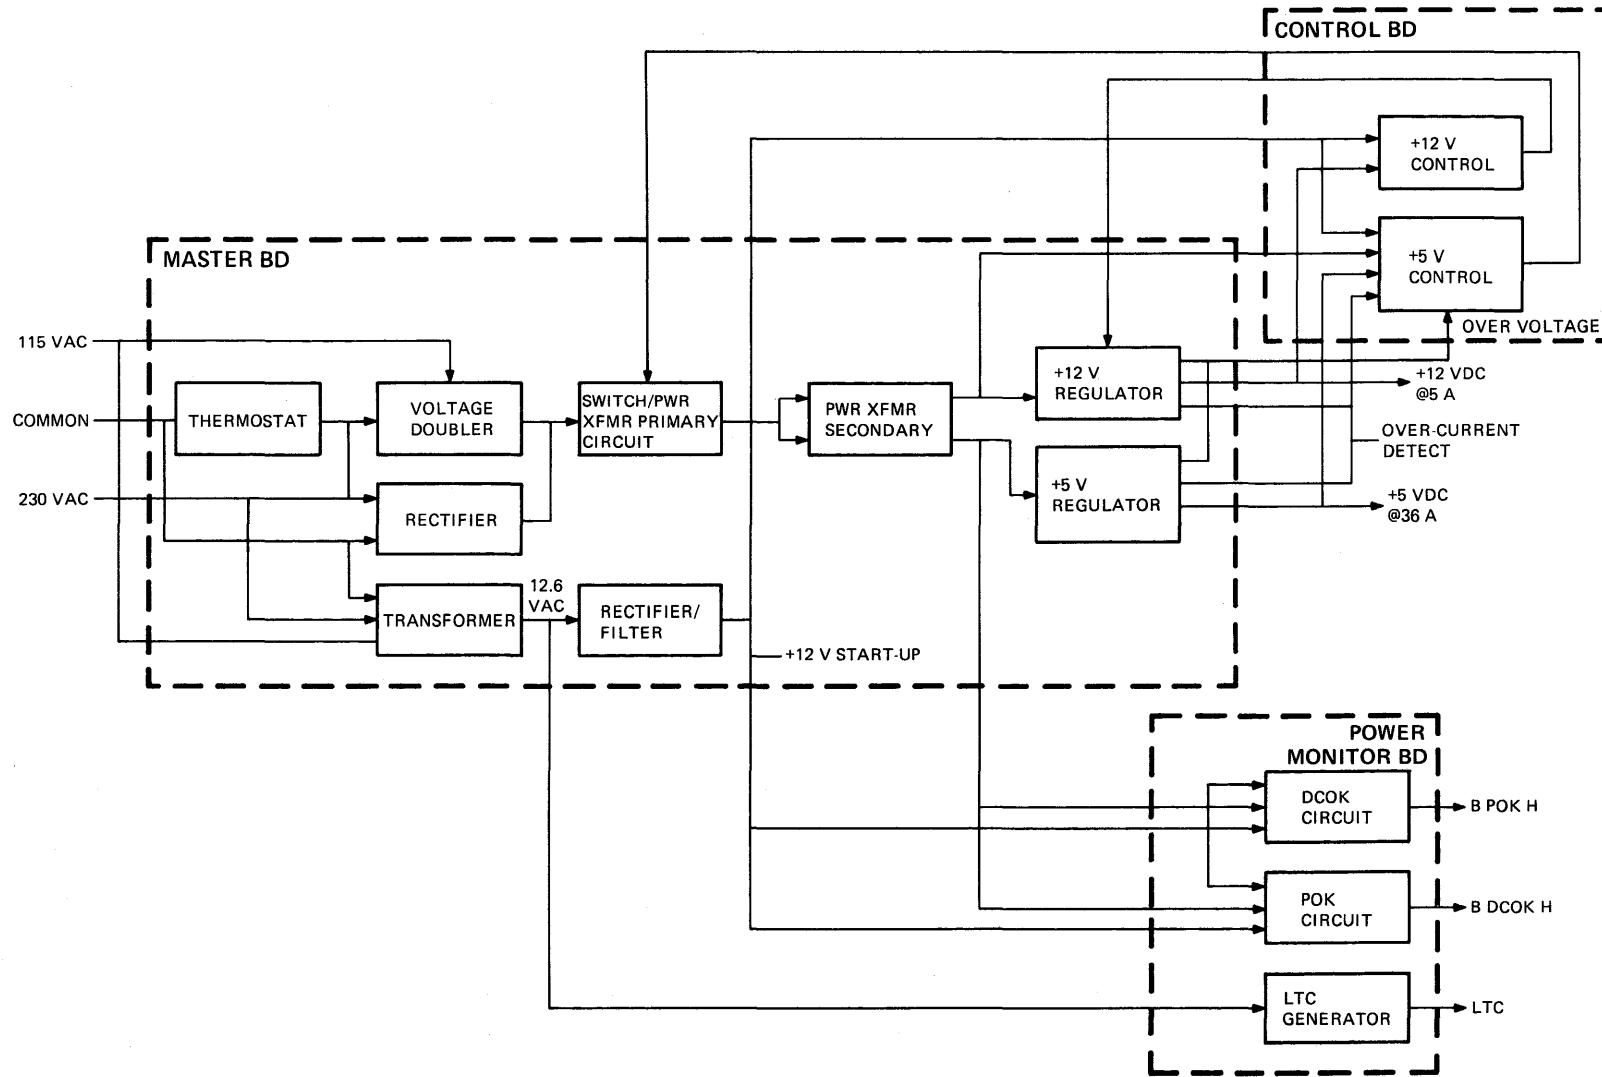 CONTROL BD
+12 V
CONTROL
+5 V
CONTROL
OVER VOLTAGE
MASTER BD
115 VAC
COMMON
230 VAC
THERMOSTAT
VOLTAGE
DOUBLER
RECTIFIER
TRANSFORMER
12.6
VAC
SWITCH/PWR
XFMR PRIMARY
CIRCUIT
RECTIFIER/
FILTER
+12 V START-UP
PWR XFMR
SECONDARY
+12 V
REGULATOR
+5 V
REGULATOR
+12 VDC
@5 A
OVER-CURRENT
DETECT
+5 VDC
@36 A
POWER
MONITOR BD
DCOK
CIRCUIT
B POK H
POK
CIRCUIT
B DCOK H
LTC
GENERATOR
LTC